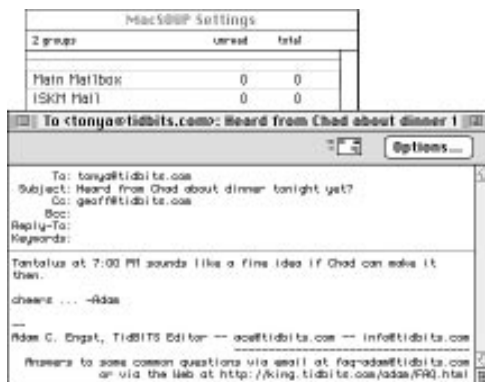 MacSOUP Settings
2 groups unread total
Main Mailbox 0 0
ISKM Mail 0 0
To <tonya@tidbits.com>: Heard from Chad about dinner t
Options...
To: tonya@tidbits.com
Subject: Heard from Chad about dinner tonight yet?
Cc: geoff@tidbits.com
Bcc:
Reply-To:
Keywords:
Tantalus at 7:00 PM sounds like a fine idea if Chad can make it
then.
cheers ... -Adam
--
Adam C. Engst, TidBITS Editor -- ace@tidbits.com -- info@tidbits.com
--------------------------------
Answers to some common questions via email at faq-adam@tidbits.com
or via the Web at http://king.tidbits.com/adam/FAQ.html